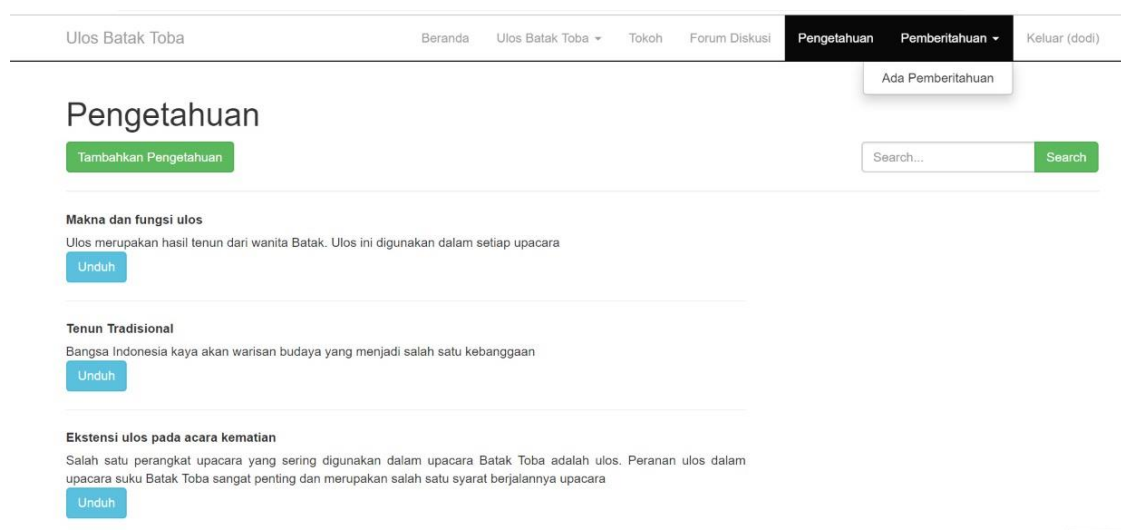 Ulos Batak Toba
Beranda
Ulos Batak Toba
Tokoh
Forum Diskusi
Pengetahuan
Pemberitahuan
Keluar (dodi)
Ada Pemberitahuan
Pengetahuan
Tambahkan Pengetahuan
Search...
Search
Makna dan fungsi ulos
Ulos merupakan hasil tenun dari wanita Batak. Ulos ini digunakan dalam setiap upacara
Unduh
Tenun Tradisional
Bangsa Indonesia kaya akan warisan budaya yang menjadi salah satu kebanggaan
Unduh
Ekstensi ulos pada acara kematian
Salah satu perangkat upacara yang sering digunakan dalam upacara Batak Toba adalah ulos. Peranan ulos dalam
upacara suku Batak Toba sangat penting dan merupakan salah satu syarat berjalannya upacara
Unduh